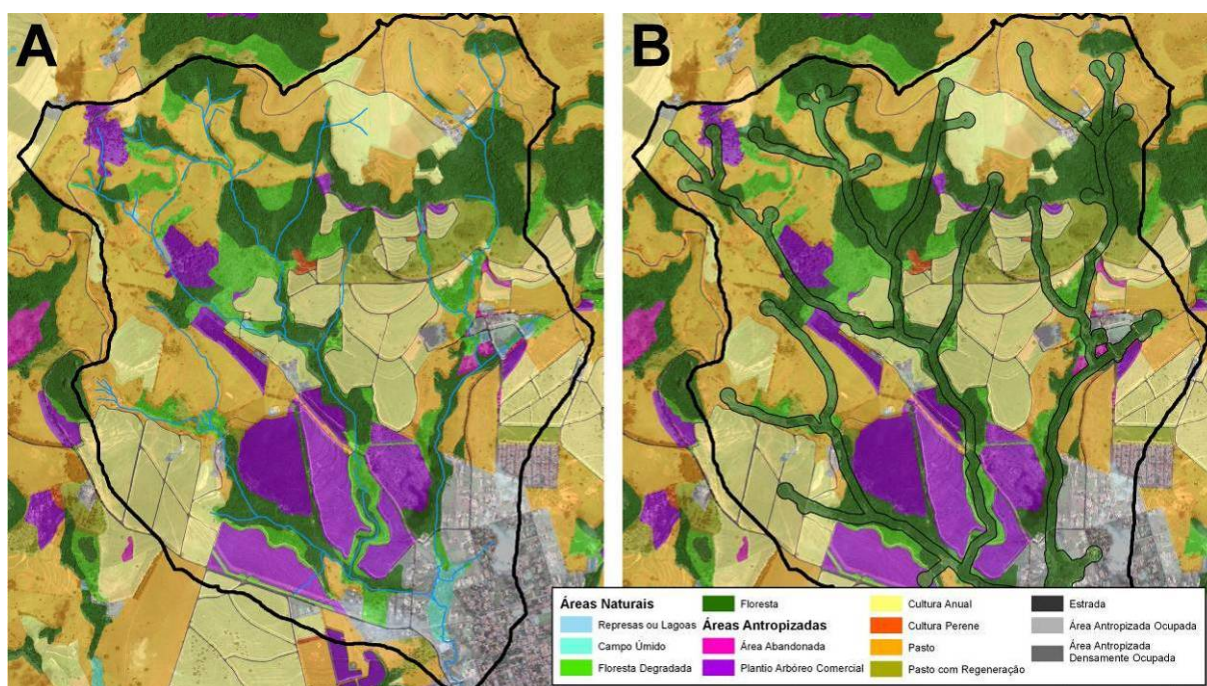 A
B
Áreas Naturais
Represas ou Lagoas
Campo Úmido
Floresta Degradada
Floresta
Áreas Antropizadas
Área Abandonada
Plantio Arbóreo Comercial
Cultura Anual
Cultura Perene
Pasto
Pasto com Regeneração
Estrada
Área Antropizada Ocupada
Área Antropizada
Densamente Ocupada